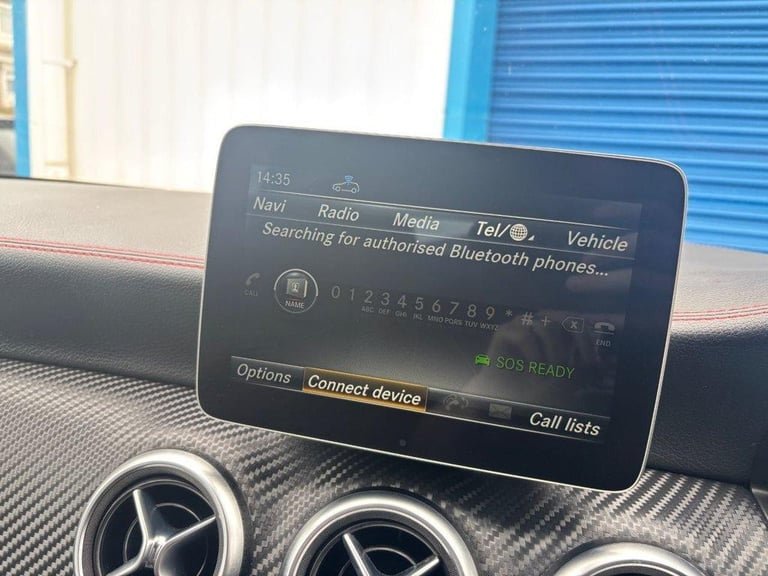 14:35
Navi Radio Media Tel/ Vehicle
Searching for authorised Bluetooth phones...
CALL NAME 0 1 2 3 4 5 6 7 8 9 * # + X END
ABC DEF GHI JKL MNO PQRS TUV WXYZ
SOS READY
Options Connect device Call lists